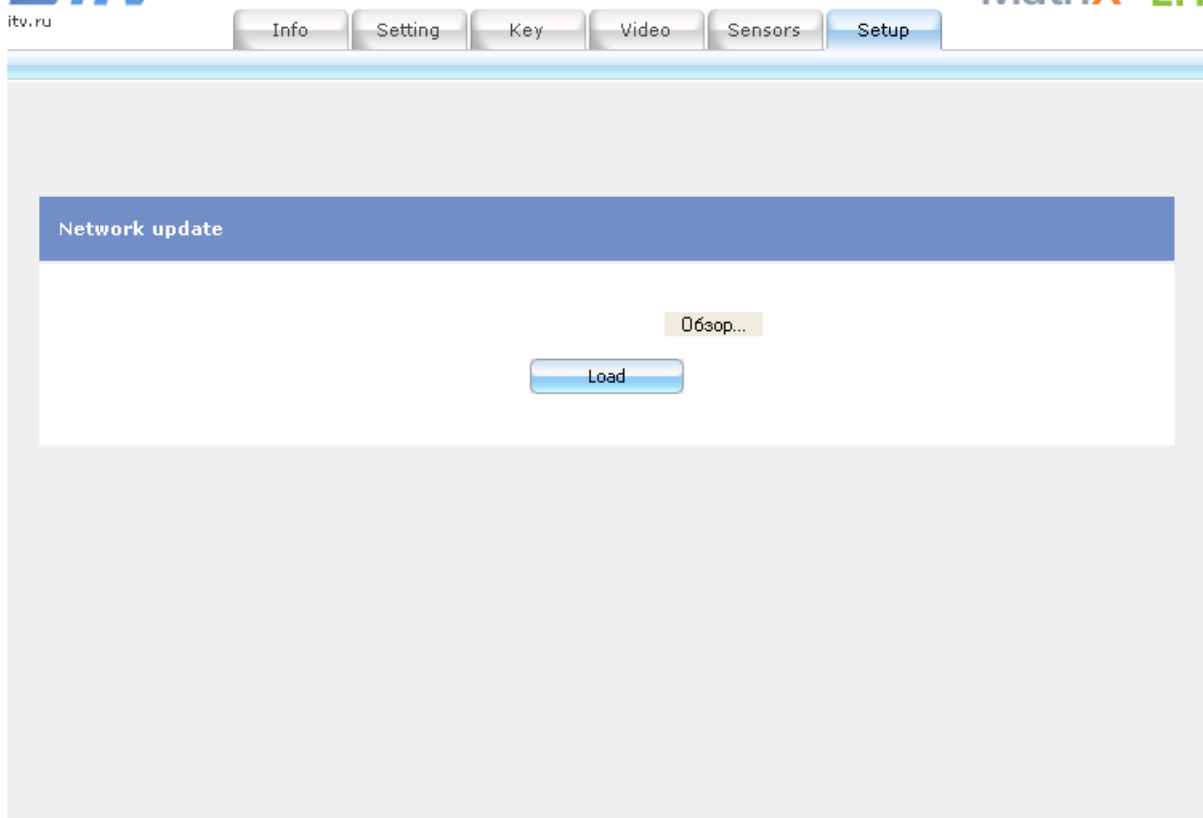 itv.ru
Info Setting Key Video Sensors Setup
Network update
Обзор...
Load